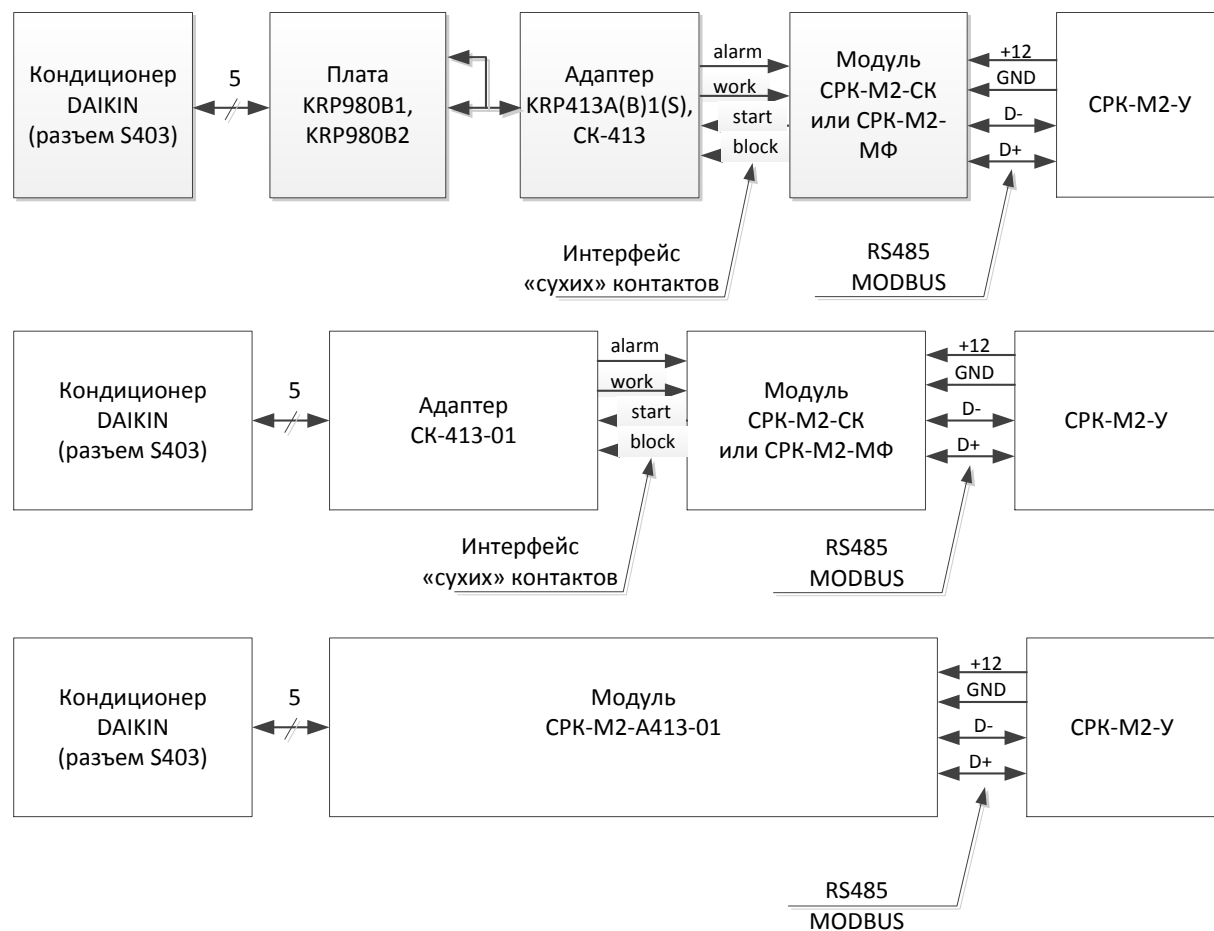 Кондиционер
DAIKIN
(разъем S403)
5
Плата
KRP980B1,
KRP980B2
Адаптер
KRP413A(B)1(S),
СК-413
alarm
work
start
block
Модуль
СРК-М2-СК
или СРК-М2-
МФ
+12
GND
D-
D+
СРК-М2-У
Интерфейс
«сухих» контактов
RS485
MODBUS
Кондиционер
DAIKIN
(разъем S403)
5
Адаптер
СК-413-01
alarm
work
start
block
Модуль
СРК-М2-СК
или СРК-М2-МФ
+12
GND
D-
D+
СРК-М2-У
Интерфейс
«сухих» контактов
RS485
MODBUS
Кондиционер
DAIKIN
(разъем S403)
5
Модуль
СРК-М2-А413-01
+12
GND
D-
D+
СРК-М2-У
RS485
MODBUS